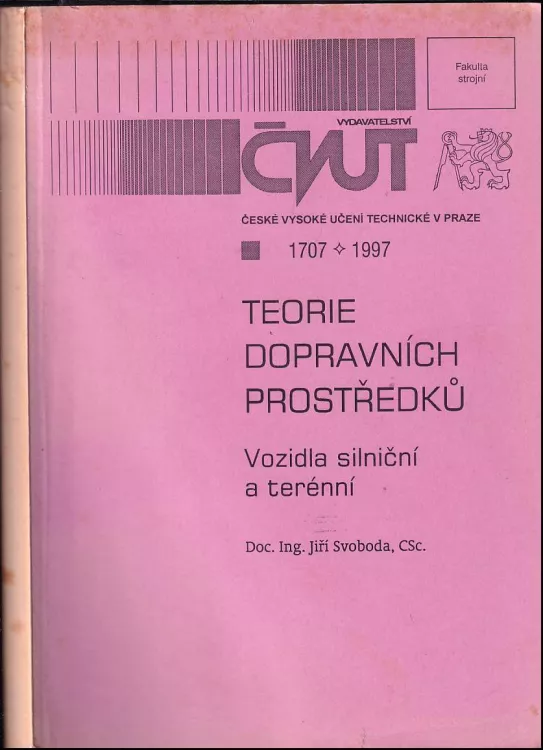 Fakulta
strojní
VYDAVATELSTVÍ
ČVUT
ČESKÉ VYSOKÉ UČENÍ TECHNICKÉ V PRAZE
1707 ✧ 1997
TEORIE
DOPRAVNÍCH
PROSTŘEDKŮ
Vozidla silniční
a terénní
Doc. Ing. Jiří Svoboda, CSc.